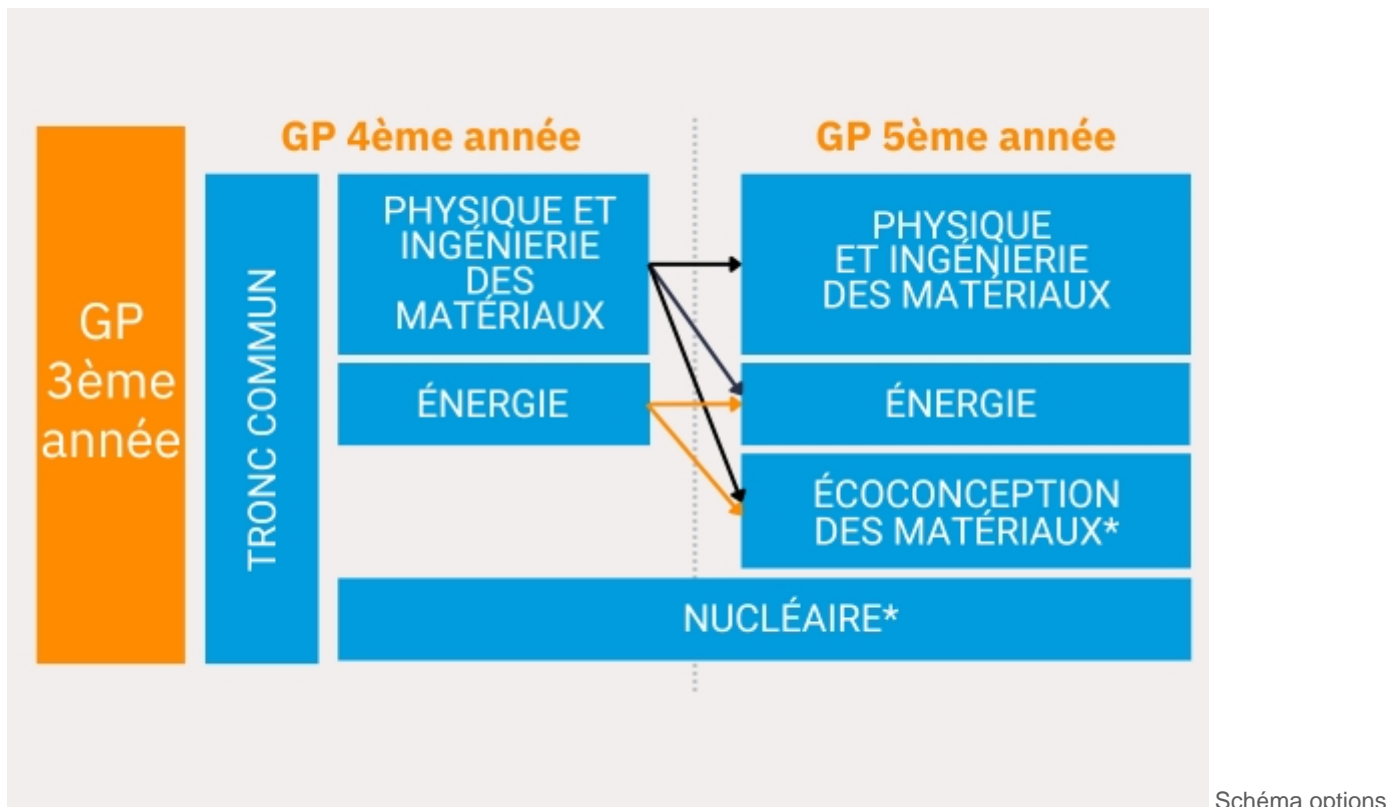 GP
3ème
année
TRONC COMMUN
GP 4ème année
PHYSIQUE ET
INGÉNIERIE
DES
MATÉRIAUX
ÉNERGIE
GP 5ème année
PHYSIQUE
ET INGÉNIERIE
DES MATÉRIAUX
ÉNERGIE
ÉCOCONCEPTION
DES MATÉRIAUX*
NUCLÉAIRE*
Schéma options